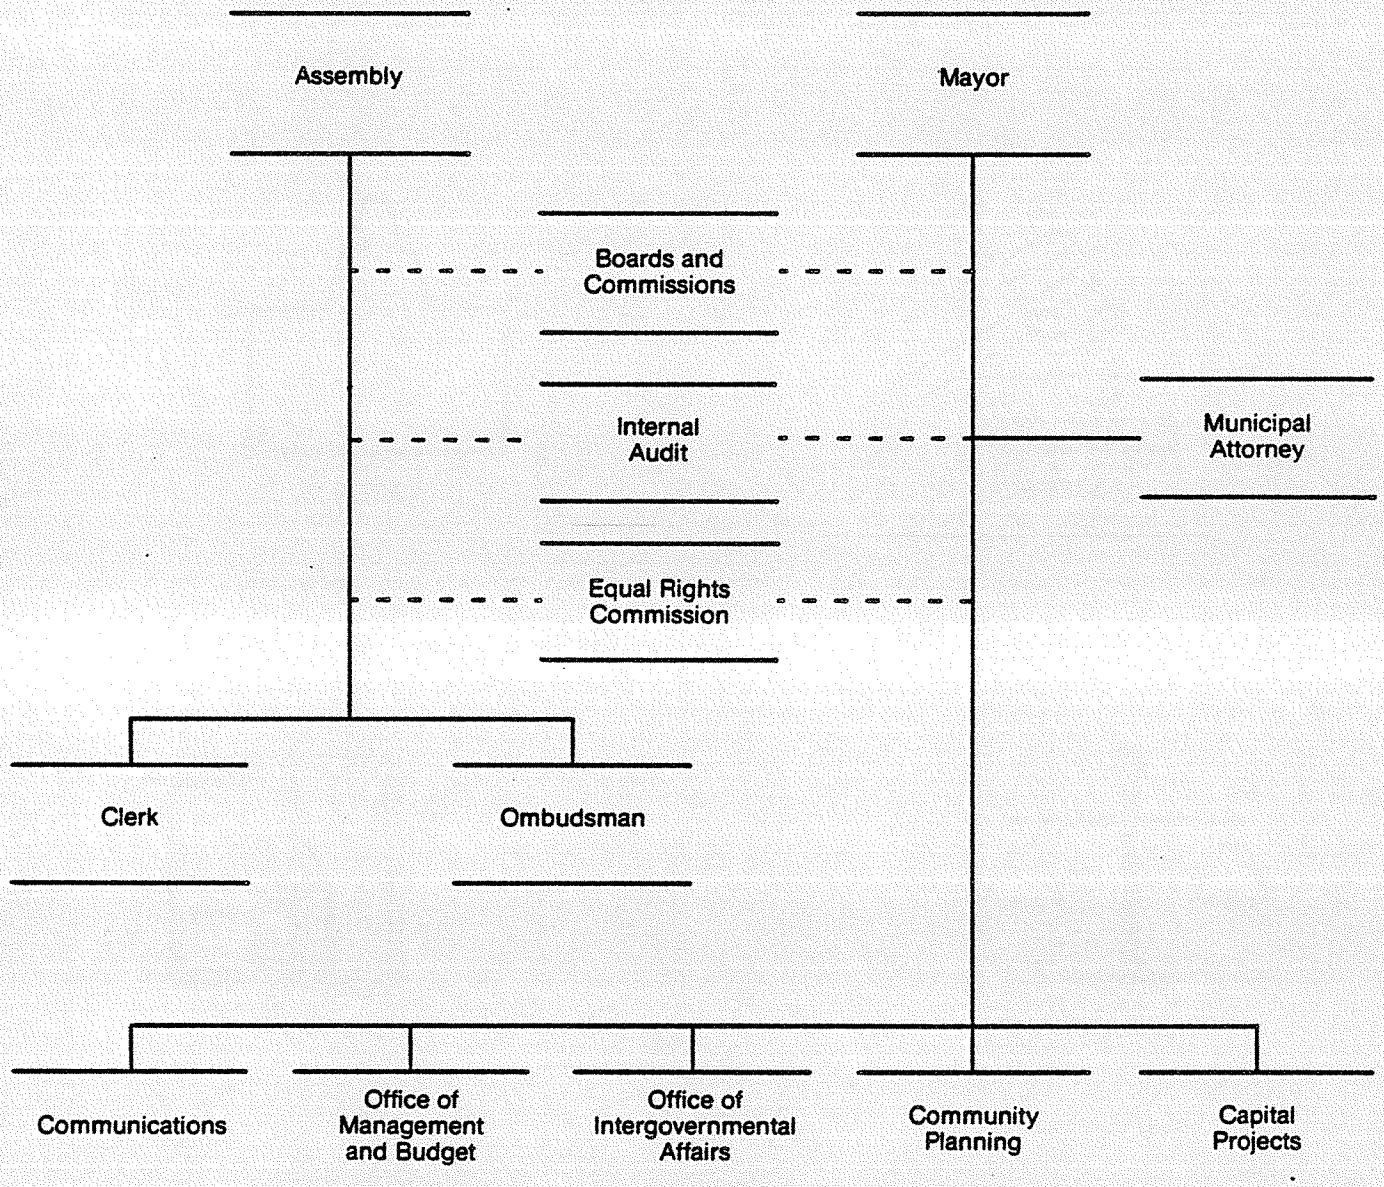 Assembly
Mayor
Boards and
Commissions
Internal
Audit
Municipal
Attorney
Equal Rights
Commission
Clerk
Ombudsman
Communications
Office of
Management
and Budget
Office of
Intergovernmental
Affairs
Community
Planning
Capital
Projects